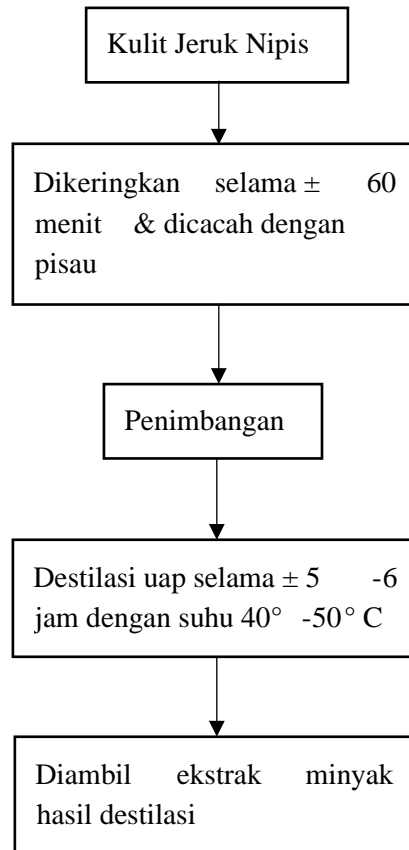 Kulit Jeruk Nipis
Dikeringkan selama ± 60
menit & dicacah dengan
pisau
Penimbangan
Destilasi uap selama ± 5 -6
jam dengan suhu 40° -50° C
Diambil ekstrak minyak
hasil destilasi